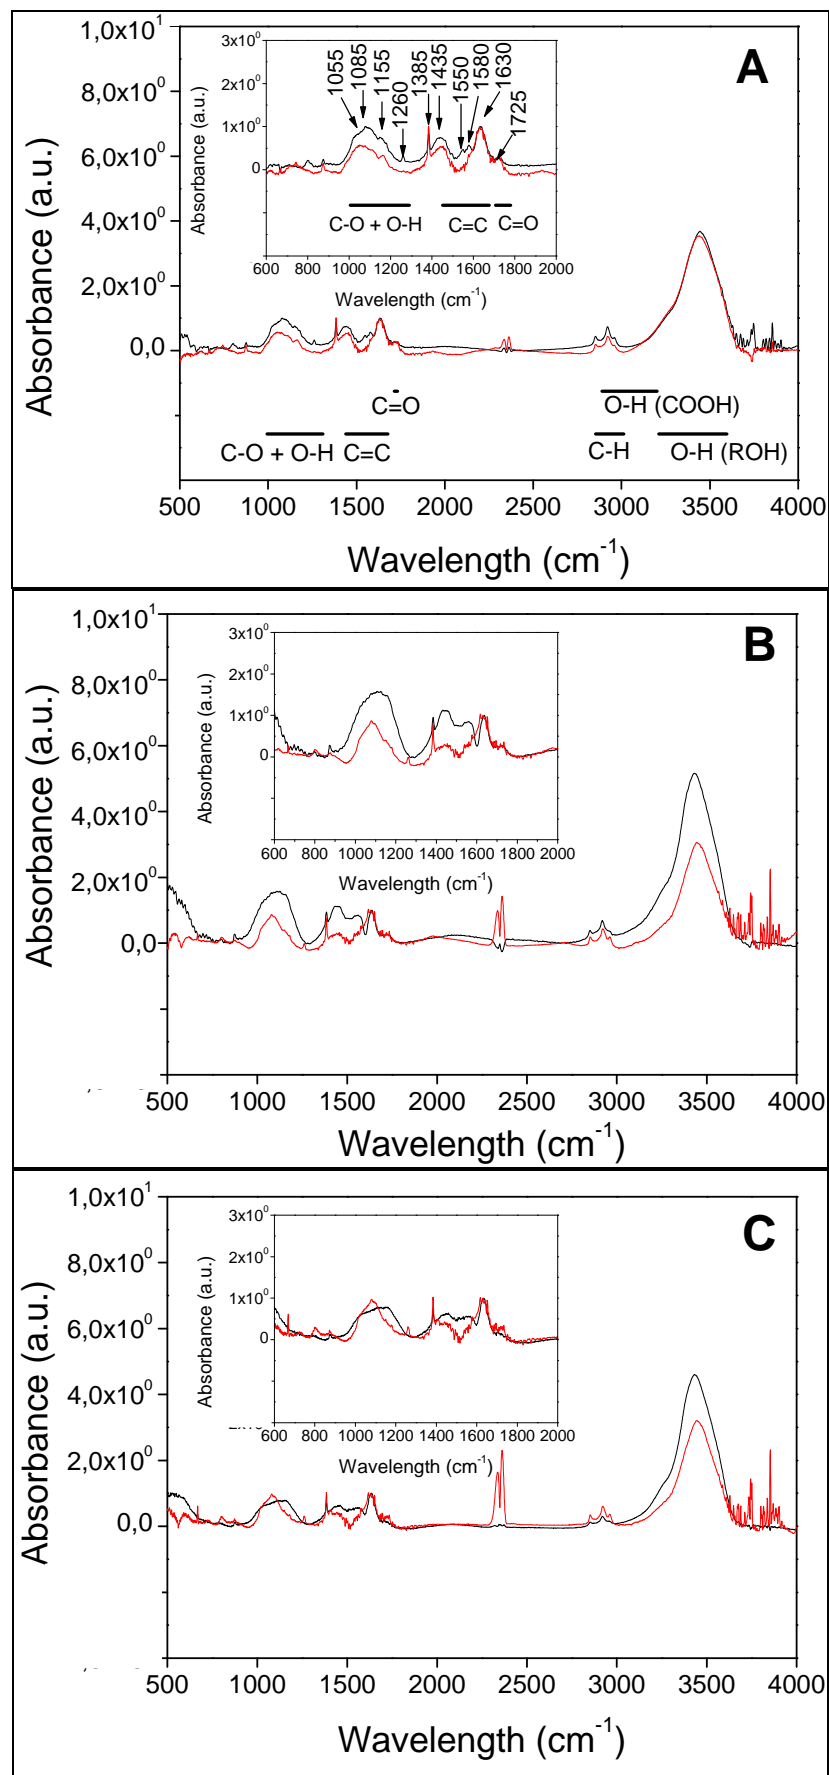 A
1,0x10¹
8,0x10⁰
6,0x10⁰
4,0x10⁰
2,0x10⁰
0,0
Absorbance (a.u.)
3x10⁰
2x10⁰
1x10⁰
0
Absorbance (a.u.)
1055
1085
1155
1260
1385
1435
1550
1580
1630
1725
C-O + O-H
C=C
C=O
600 800 1000 1200 1400 1600 1800 2000
Wavelength (cm⁻¹)
C=O
O-H (COOH)
C-O + O-H
C=C
C-H
O-H (ROH)
500 1000 1500 2000 2500 3000 3500 4000
Wavelength (cm⁻¹)
B
1,0x10¹
8,0x10⁰
6,0x10⁰
4,0x10⁰
2,0x10⁰
0,0
Absorbance (a.u.)
3x10⁰
2x10⁰
1x10⁰
0
Absorbance (a.u.)
600 800 1000 1200 1400 1600 1800 2000
Wavelength (cm⁻¹)
500 1000 1500 2000 2500 3000 3500 4000
Wavelength (cm⁻¹)
C
1,0x10¹
8,0x10⁰
6,0x10⁰
4,0x10⁰
2,0x10⁰
0,0
Absorbance (a.u.)
3x10⁰
2x10⁰
1x10⁰
0
Absorbance (a.u.)
600 800 1000 1200 1400 1600 1800 2000
Wavelength (cm⁻¹)
500 1000 1500 2000 2500 3000 3500 4000
Wavelength (cm⁻¹)